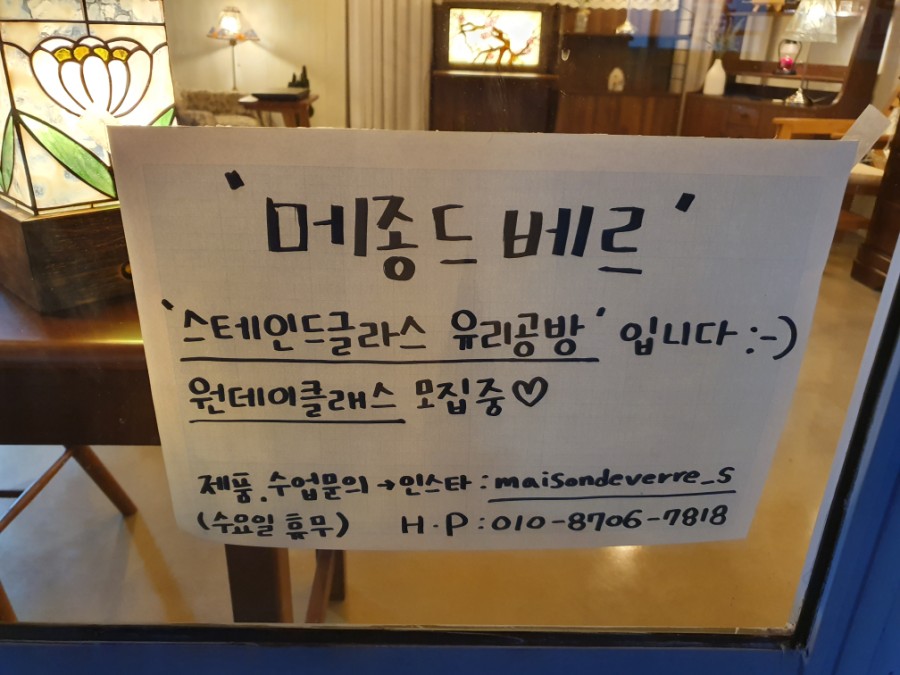 '메종드 베르'
'스테인드글라스 유리공방' 입니다 :-)
원데이클래스 모집중♡
제품.수업문의 → 인스타 : maisondeverre_s
(수요일 휴무) H·P : 010-8706-7818